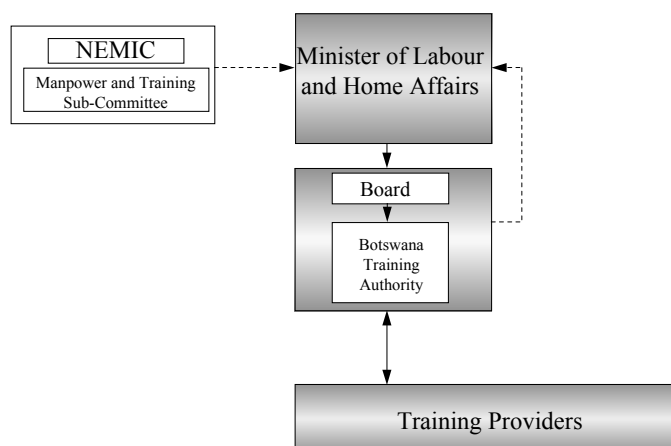 NEMIC
Manpower and Training
Sub-Committee
Minister of Labour
and Home Affairs
Board
Botswana
Training
Authority
Training Providers